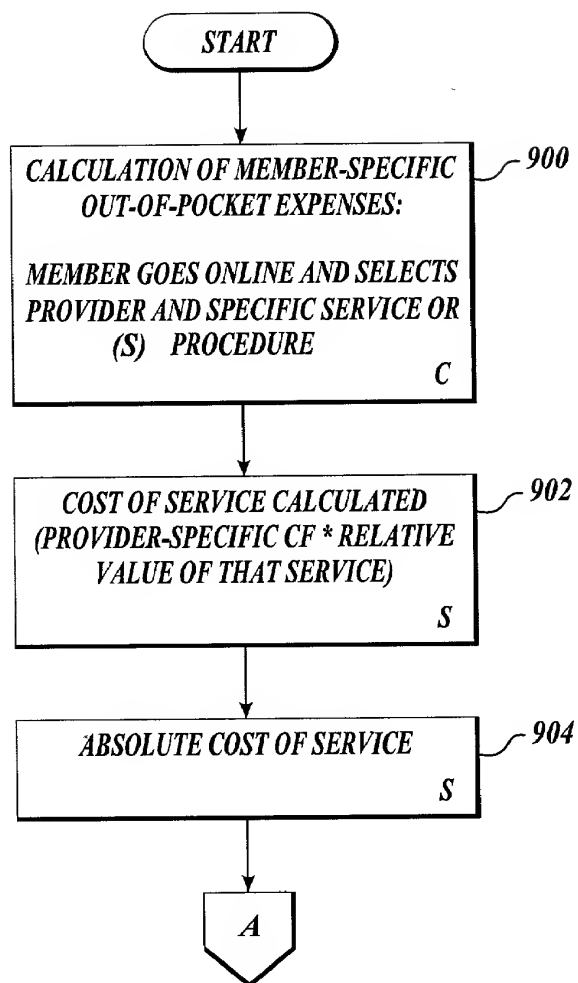 START
CALCULATION OF MEMBER-SPECIFIC
OUT-OF-POCKET EXPENSES:
MEMBER GOES ONLINE AND SELECTS
PROVIDER AND SPECIFIC SERVICE OR
(S) PROCEDURE
C
900
COST OF SERVICE CALCULATED
(PROVIDER-SPECIFIC CF * RELATIVE
VALUE OF THAT SERVICE)
S
902
ABSOLUTE COST OF SERVICE
S
904
A